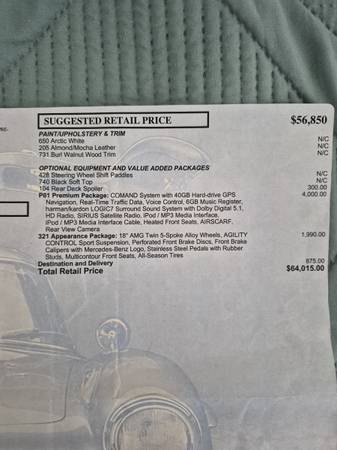 SUGGESTED RETAIL PRICE $56,850
PAINT/UPHOLSTERY & TRIM
650 Arctic White N/C
205 Almond/Mocha Leather N/C
731 Burl Walnut Wood Trim N/C
OPTIONAL EQUIPMENT AND VALUE ADDED PACKAGES
428 Steering Wheel Shift Paddles N/C
740 Black Soft Top N/C
104 Rear Deck Spoiler 300.00
P01 Premium Package: COMAND System with 40GB Hard-drive GPS 4,000.00
Navigation, Real-Time Traffic Data, Voice Control, 6GB Music Register,
harman/kardon LOGIC7 Surround Sound System with Dolby Digital 5.1,
HD Radio, SIRIUS Satellite Radio, iPod / MP3 Media Interface,
iPod / MP3 Media Interface Cable, Heated Front Seats, AIRSCARF,
Rear View Camera
321 Appearance Package: 18" AMG Twin 5-Spoke Alloy Wheels, AGILITY 1,990.00
CONTROL Sport Suspension, Perforated Front Brake Discs, Front Brake
Calipers with Mercedes-Benz Logo, Stainless Steel Pedals with Rubber
Studs, Multicontour Front Seats, All-Season Tires
Destination and Delivery 875.00
Total Retail Price $64,015.00